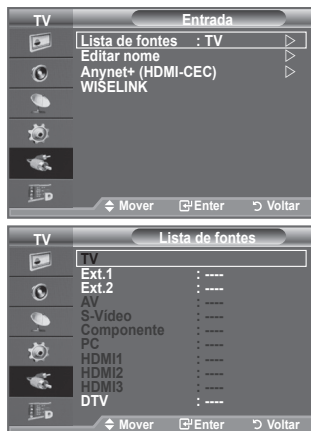 TV Entrada
Lista de fontes : TV
Editar nome
Anynet+ (HDMI-CEC)
WISELINK
Mover Enter Voltar
TV Lista de fontes
TV
Ext.1 : ----
Ext.2 : ----
AV : ----
S-Video : ----
Componente : ----
PC : ----
HDMI1 : ----
HDMI2 : ----
HDMI3 : ----
DTV : ----
Mover Enter Voltar